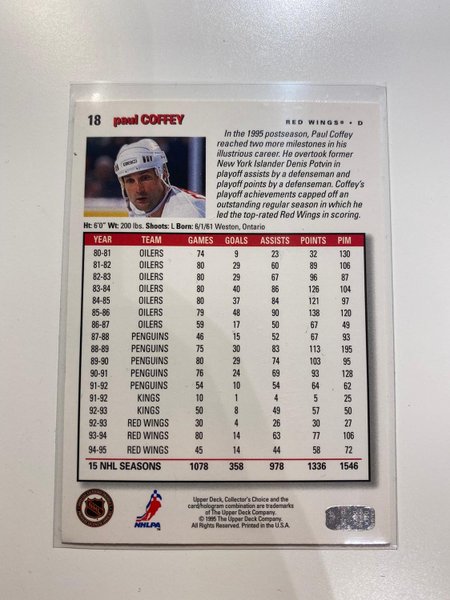 18 paul COFFEY
RED WINGS® • D
In the 1995 postseason, Paul Coffey
reached two more milestones in his
illustrious career. He overtook former
New York Islander Denis Potvin in
playoff assists by a defenseman and
playoff points by a defenseman. Coffey's
playoff achievements capped off an
outstanding regular season in which he
led the top-rated Red Wings in scoring.
Ht: 6'0" Wt: 200 lbs. Shoots: L Born: 6/1/61 Weston, Ontario
YEAR TEAM GAMES GOALS ASSISTS POINTS PIM
80-81 OILERS 74 9 23 32 130
81-82 OILERS 80 29 60 89 106
82-83 OILERS 80 29 67 96 87
83-84 OILERS 80 40 86 126 104
84-85 OILERS 80 37 84 121 97
85-86 OILERS 79 48 90 138 120
86-87 OILERS 59 17 50 67 49
87-88 PENGUINS 46 15 52 67 93
88-89 PENGUINS 75 30 83 113 195
89-90 PENGUINS 80 29 74 103 95
90-91 PENGUINS 76 24 69 93 128
91-92 PENGUINS 54 10 54 64 62
91-92 KINGS 10 1 4 5 25
92-93 KINGS 50 8 49 57 50
92-93 RED WINGS 30 4 26 30 27
93-94 RED WINGS 80 14 63 77 106
94-95 RED WINGS 45 14 44 58 72
15 NHL SEASONS 1078 358 978 1336 1546
NHLPA
Upper Deck, Collector's Choice and the
card/hologram combination are trademarks
of The Upper Deck Company.
© 1995 The Upper Deck Company.
All Rights Reserved. Printed in the U.S.A.